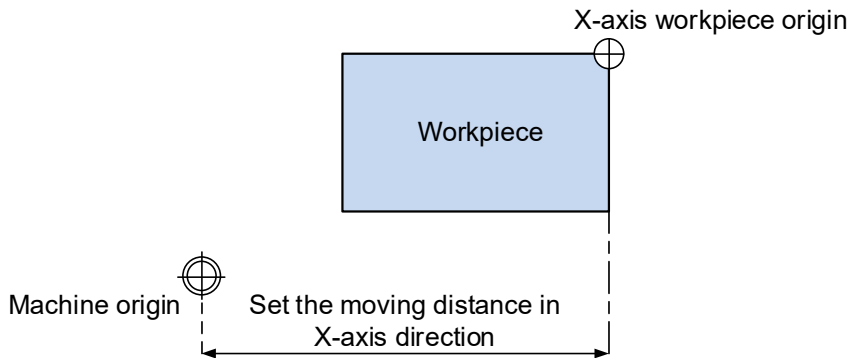 X-axis workpiece origin
Workpiece
Machine origin
Set the moving distance in
X-axis direction